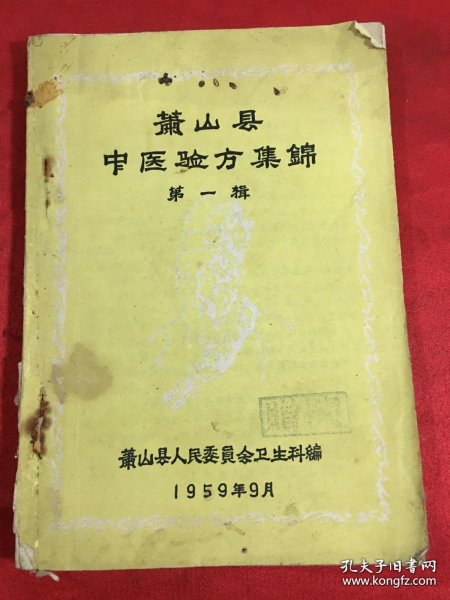 萧山县
中医验方集錦
第一辑
萧山县人民委員会卫生科編
1959年9月
孔夫子旧书网
www.kongfz.com